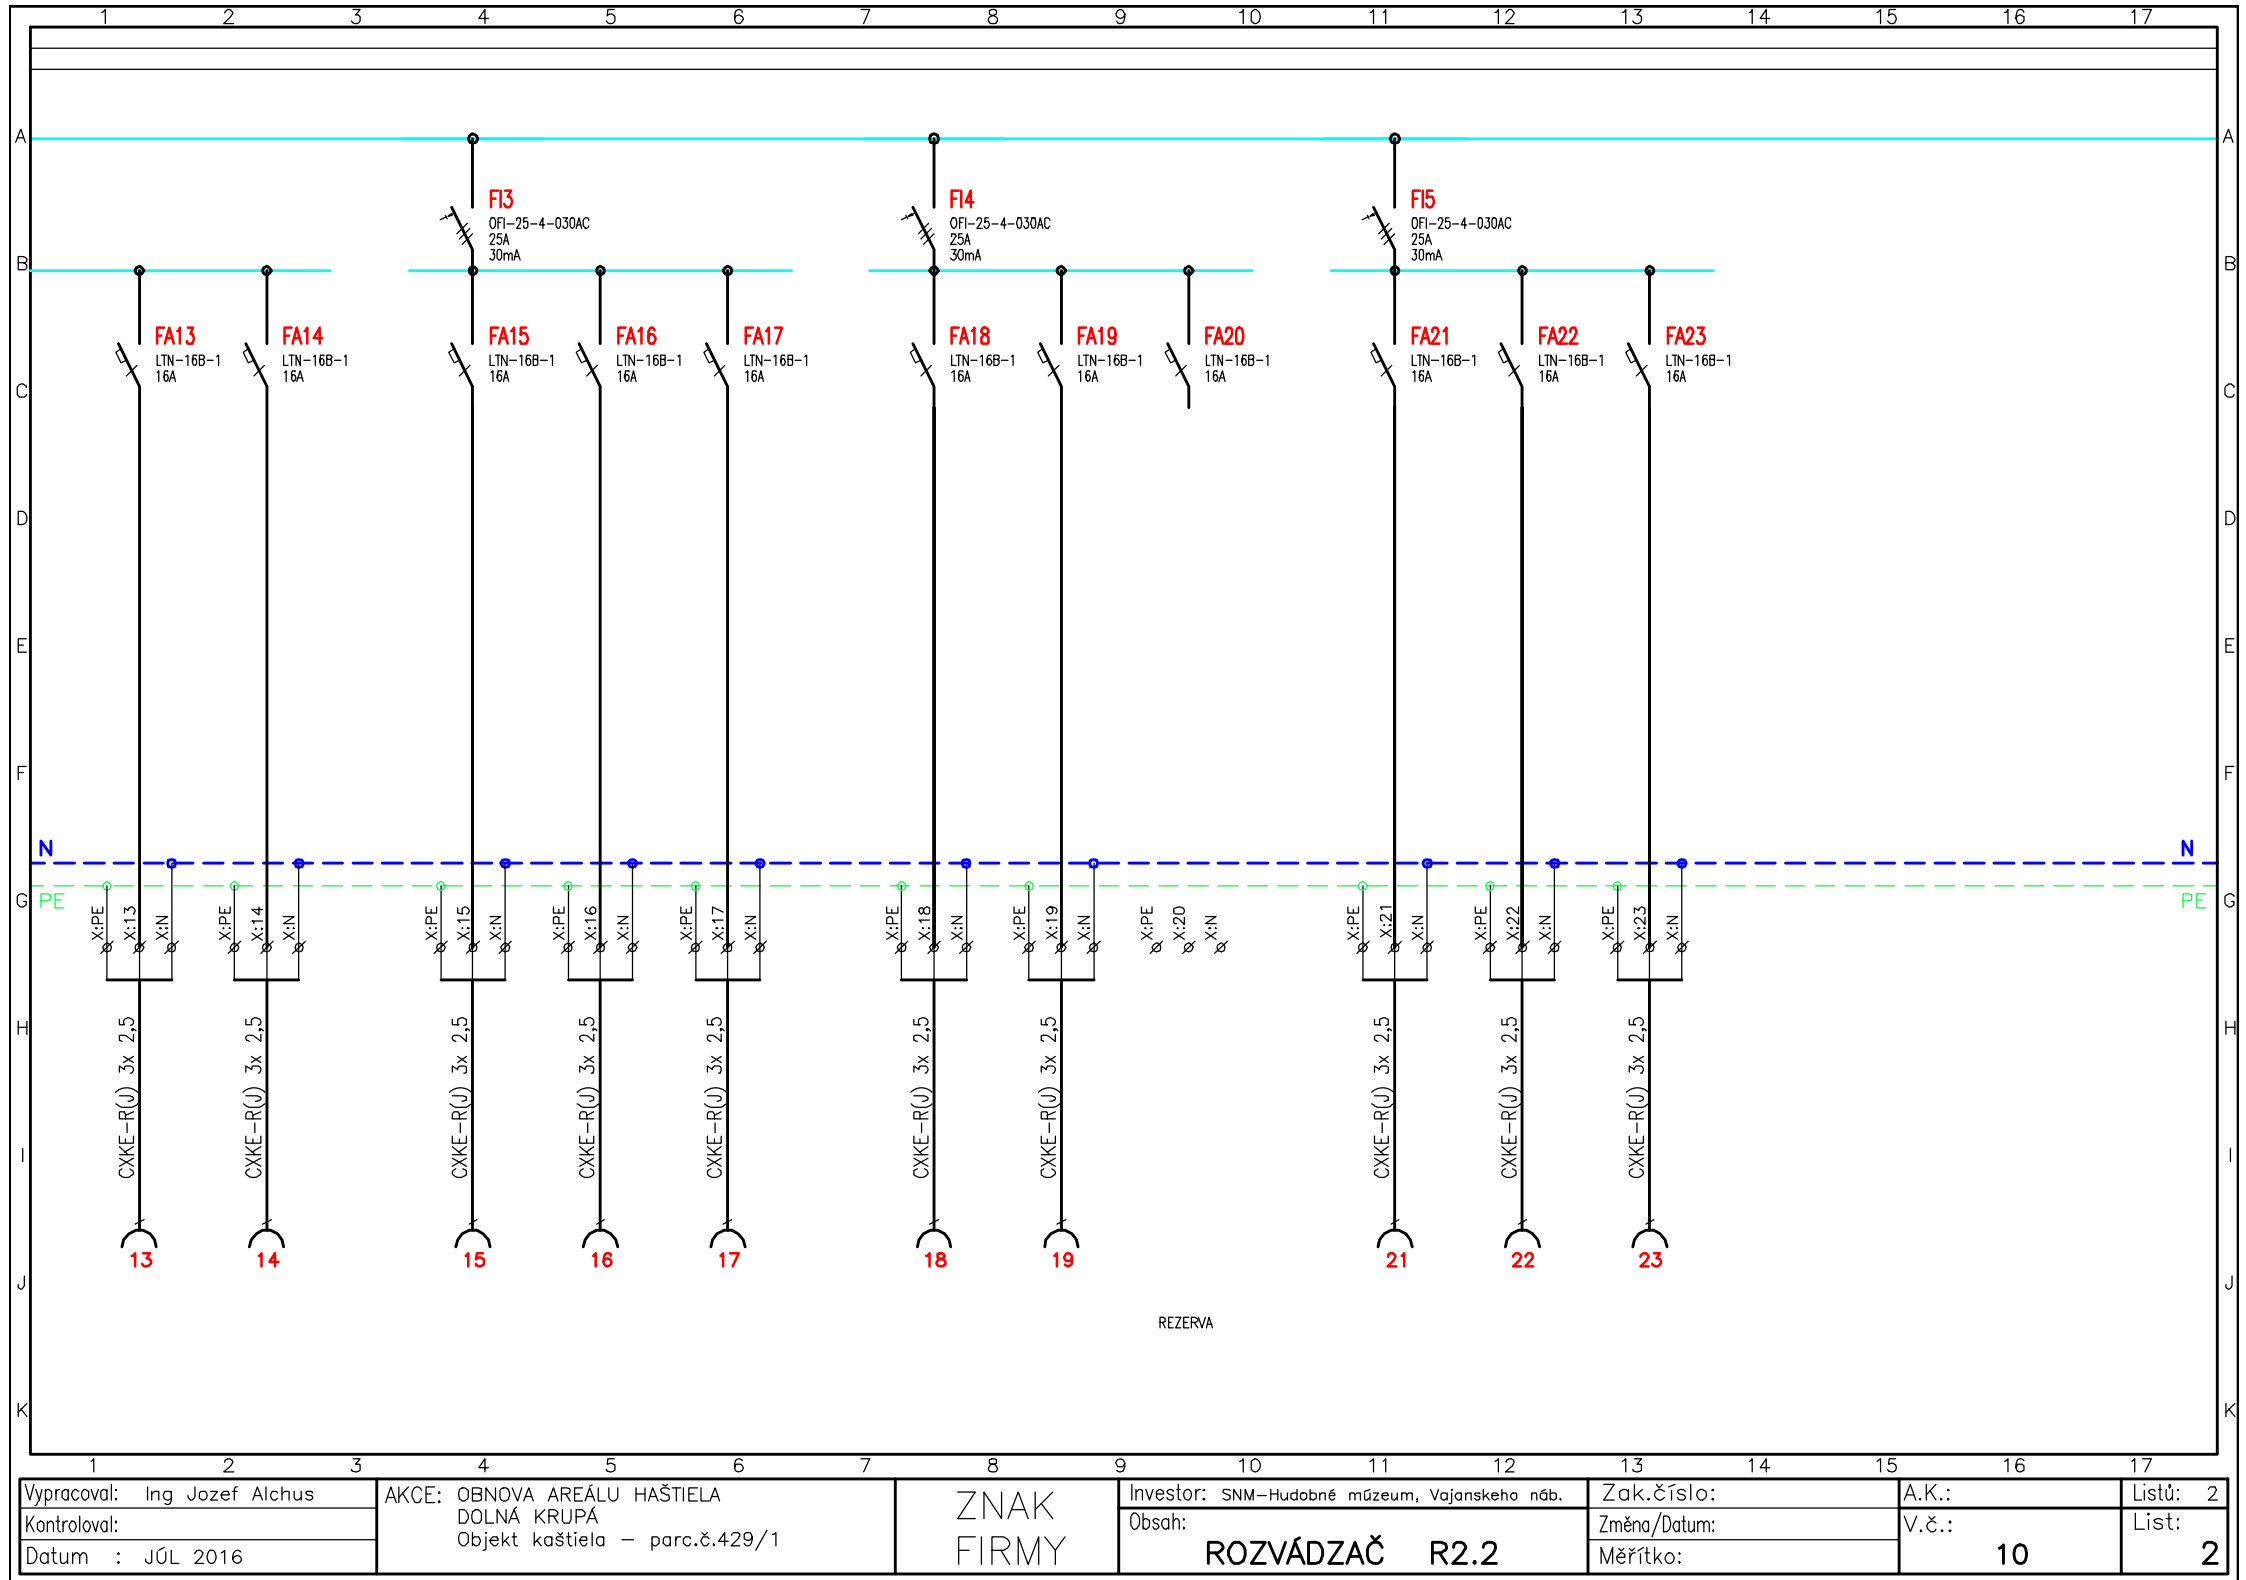 1 2 3 4 5 6 7 8 9 10 11 12 13 14 15 16 17
A A
FI3 FI4 FI5
OFI-25-4-030AC OFI-25-4-030AC OFI-25-4-030AC
25A 25A 25A
30mA 30mA 30mA
B B
FA13 FA14 FA15 FA16 FA17 FA18 FA19 FA20 FA21 FA22 FA23
LTN-16B-1 LTN-16B-1 LTN-16B-1 LTN-16B-1 LTN-16B-1 LTN-16B-1 LTN-16B-1 LTN-16B-1 LTN-16B-1 LTN-16B-1 LTN-16B-1
16A 16A 16A 16A 16A 16A 16A 16A 16A 16A 16A
C C
D D
E E
F F
N N
G PE PE G
X:PE X:13 X:N X:PE X:14 X:N X:PE X:15 X:N X:PE X:16 X:N X:PE X:17 X:N X:PE X:18 X:N X:PE X:19 X:N X:PE X:20 X:N X:PE X:21 X:N X:PE X:22 X:N X:PE X:23 X:N
H H
CXKE-R(J) 3x 2,5 CXKE-R(J) 3x 2,5 CXKE-R(J) 3x 2,5 CXKE-R(J) 3x 2,5 CXKE-R(J) 3x 2,5 CXKE-R(J) 3x 2,5 CXKE-R(J) 3x 2,5 CXKE-R(J) 3x 2,5 CXKE-R(J) 3x 2,5 CXKE-R(J) 3x 2,5
I I
13 14 15 16 17 18 19 21 22 23
J J
REZERVA
K K
1 2 3 4 5 6 7 8 9 10 11 12 13 14 15 16 17
Vypracoval: Ing Jozef Alchus
Kontroloval:
Datum : JÚL 2016
AKCE: OBNOVA AREÁLU HAŠTIELA
DOLNÁ KRUPÁ
Objekt kaštiela – parc.č.429/1
ZNAK
FIRMY
Investor: SNM-Hudobné múzeum, Vajanskeho náb.
Obsah:
ROZVÁDZAČ R2.2
Zak.číslo:
Změna/Datum:
Měřítko:
A.K.:
V.č.:
10
Listů: 2
List:
2